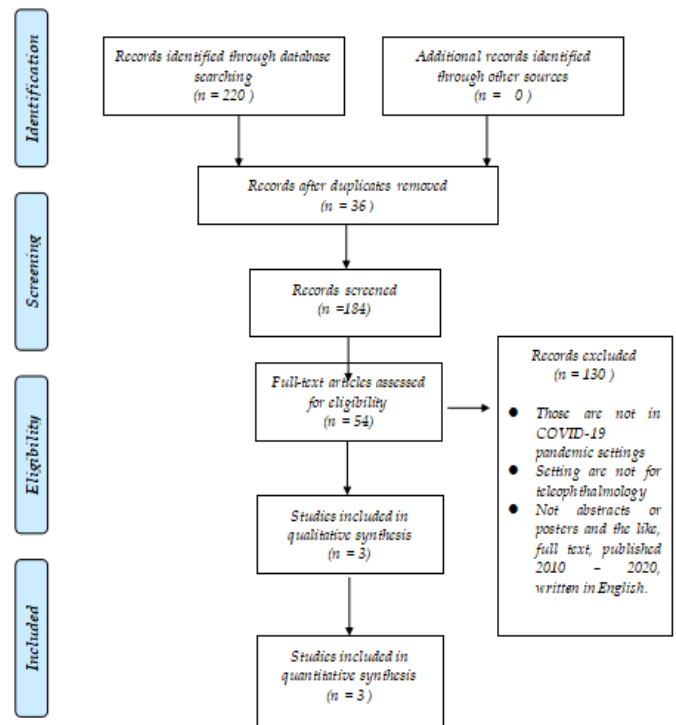 Identification
Records identified through database
searching
(n = 220 )
Additional records identified
through other sources
(n = 0 )
Records after duplicates removed
(n = 36 )
Screening
Records screened
(n =184)
Eligibility
Full-text articles assessed
for eligibility
(n = 54)
Records excluded
(n = 130 )
● Those are not in
COVID-19
pandemic settings
● Setting are not for
teleophthalmology
● Not abstracts or
posters and the like,
full text, published
2010 – 2020,
written in English.
Studies included in
qualitative synthesis
(n = 3)
Included
Studies included in
quantitative synthesis
(n = 3 )